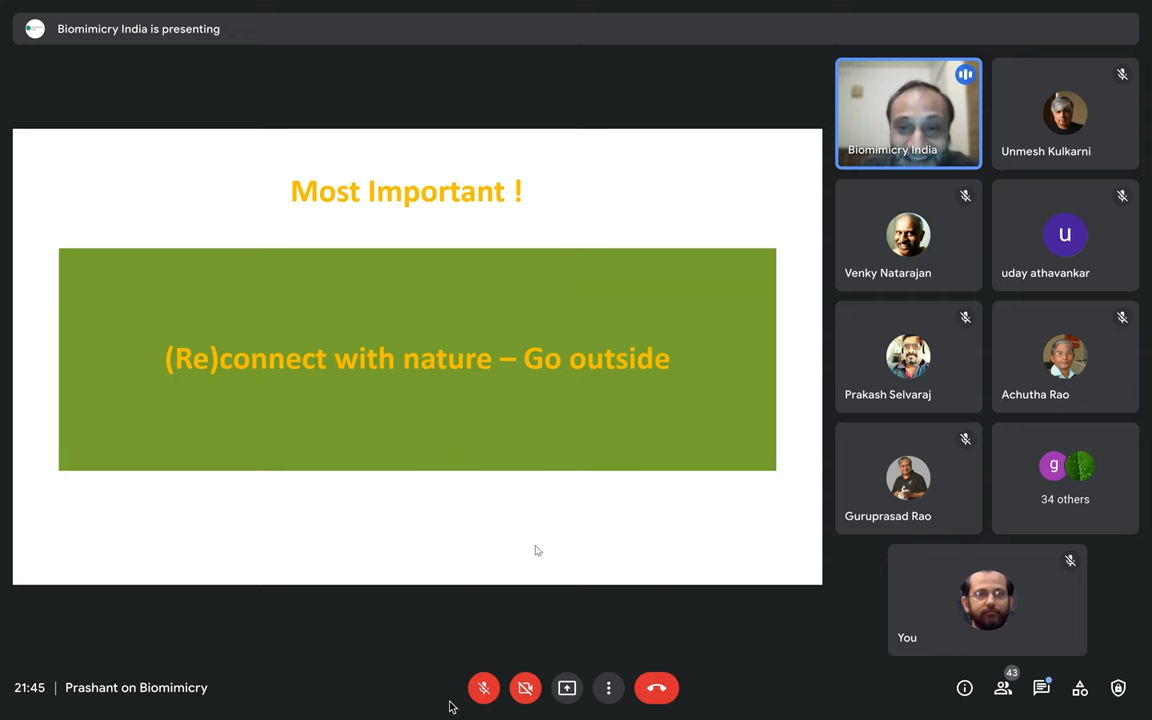 Biomimicry India is presenting
Most Important !
(Re)connect with nature – Go outside
Biomimicry India
Unmesh Kulkarni
Venky Natarajan
u
uday athavankar
Prakash Selvaraj
Achutha Rao
Guruprasad Rao
g
34 others
You
21:45 | Prashant on Biomimicry
43